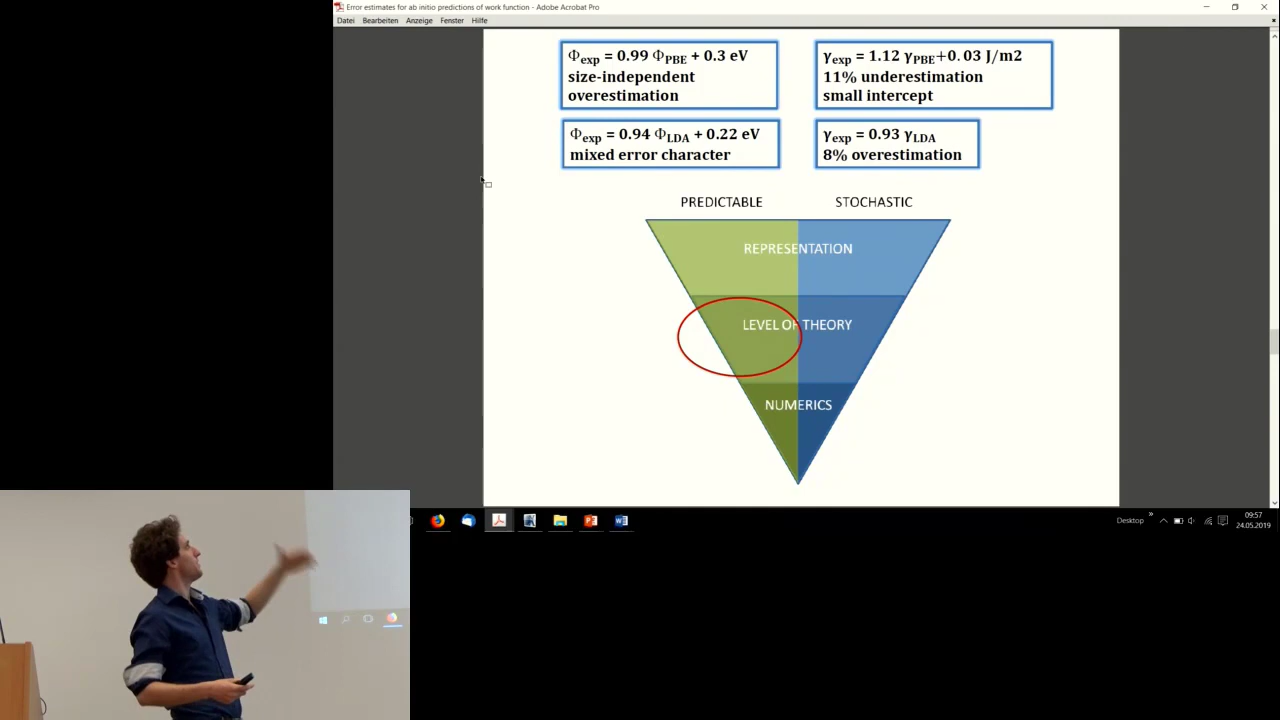 Error estimates for ab initio predictions of work function - Adobe Acrobat Pro
Datei Bearbeiten Anzeige Fenster Hilfe
Φexp = 0.99 ΦPBE + 0.3 eV
size-independent
overestimation
γexp = 1.12 γPBE+0.03 J/m2
11% underestimation
small intercept
Φexp = 0.94 ΦLDA + 0.22 eV
mixed error character
γexp = 0.93 γLDA
8% overestimation
PREDICTABLE STOCHASTIC
REPRESENTATION
LEVEL OF THEORY
NUMERICS
Desktop
09:57
24.05.2019